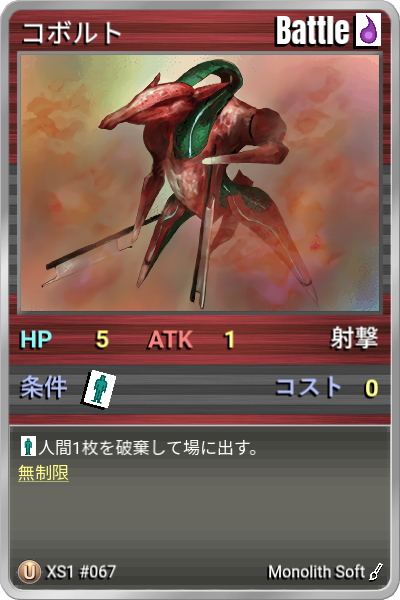 コボルト Battle
HP 5 ATK 1 射撃
条件 コスト 0
人間1枚を破棄して場に出す。
無制限
U XS1 #067 Monolith Soft